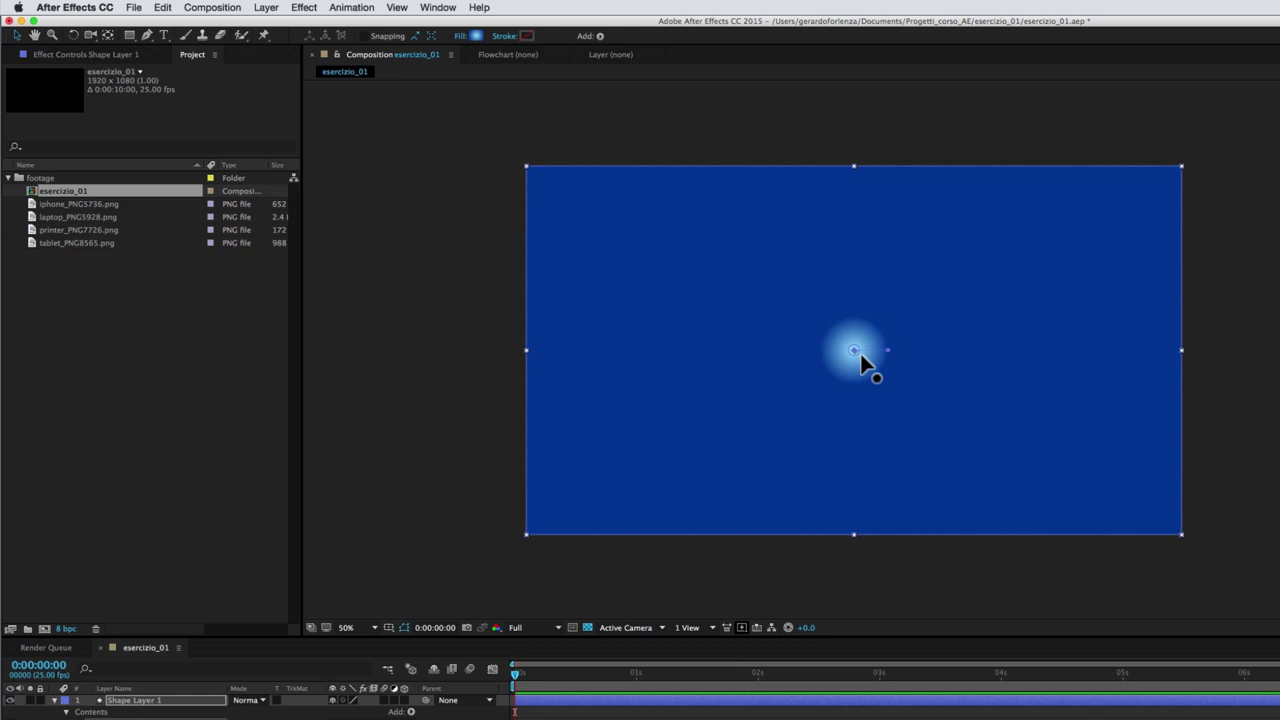 After Effects CC File Edit Composition Layer Effect Animation View Window Help
Adobe After Effects CC 2015 - /Users/gerardoforlenza/Documents/Progetti_corso_AE/esercizio_01/esercizio_01.aep *
Snapping Fill: Stroke: Add:
Effect Controls Shape Layer 1 Project Composition esercizio_01 Flowchart (none) Layer (none)
esercizio_01
esercizio_01
1920 x 1080 (1.00)
Δ 0:00:10:00, 25.00 fps
Name Type Size
footage Folder
esercizio_01 Composi...
iphone_PNG5736.png PNG file 652
laptop_PNG5928.png PNG file 2.4
printer_PNG7726.png PNG file 172
tablet_PNG8565.png PNG file 988
8 bpc 50% 0:00:00:00 Full Active Camera 1 View +0.0
Render Queue esercizio_01
0:00:00:00
00000 (25.00 fps)
01s 02s 03s 04s 05s 06s
# Layer Name Mode T TrkMat Parent
1 Shape Layer 1 Norma None
Contents Add: